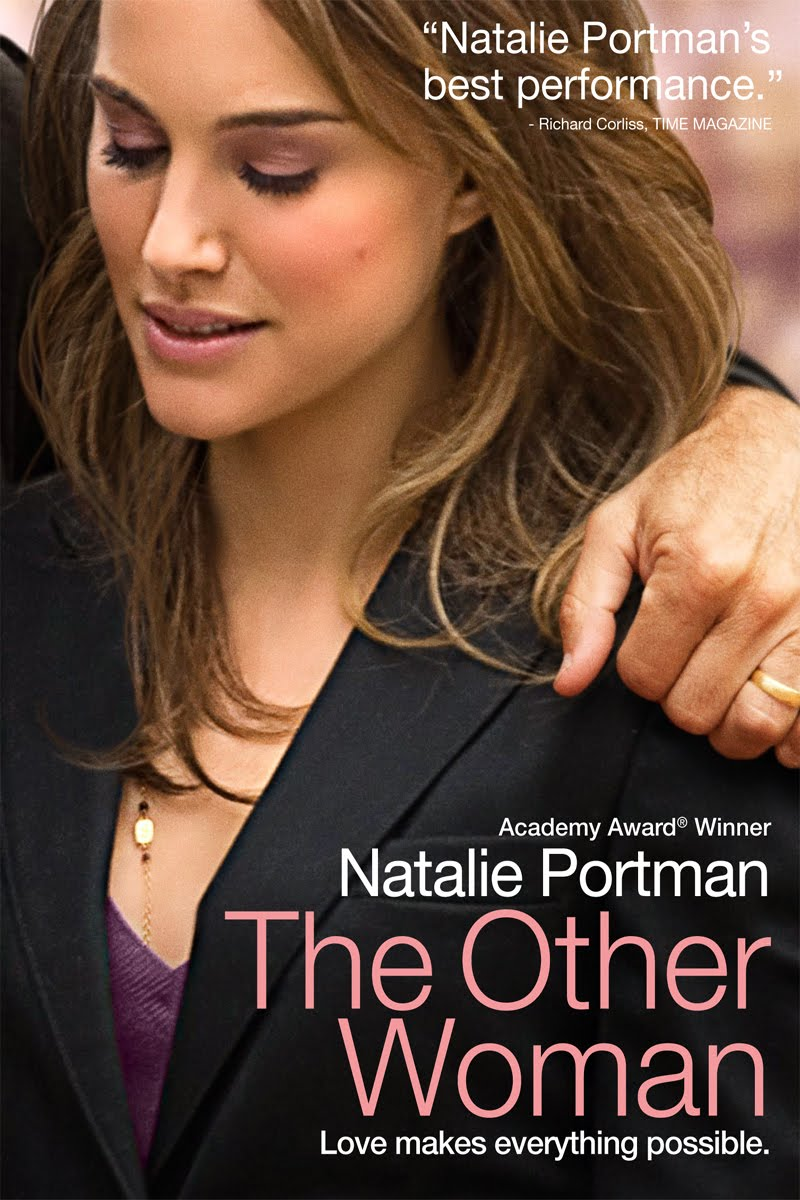 “Natalie Portman’s
best performance.”
- Richard Corliss, TIME MAGAZINE
Academy Award® Winner
Natalie Portman
The Other
Woman
Love makes everything possible.